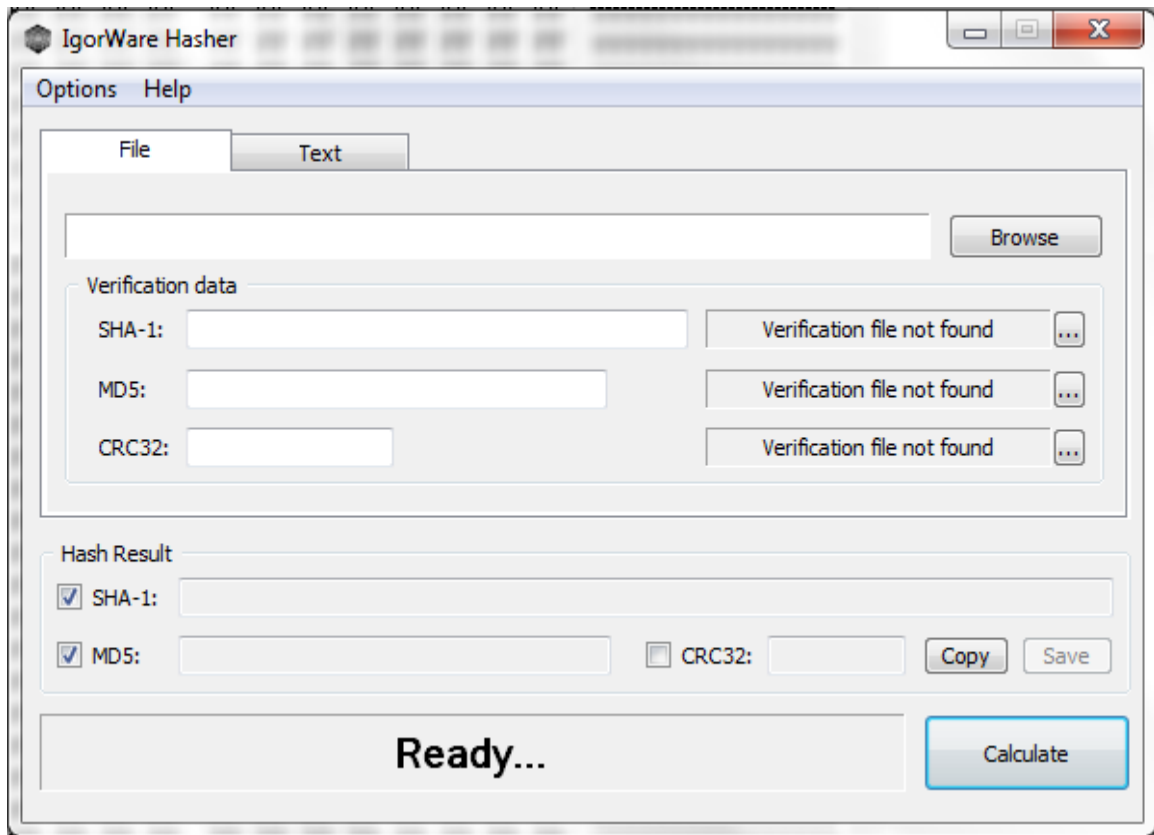 IgorWare Hasher
Options Help
File Text
Browse
Verification data
SHA-1: Verification file not found ...
MD5: Verification file not found ...
CRC32: Verification file not found ...
Hash Result
SHA-1:
MD5: CRC32: Copy Save
Ready... Calculate